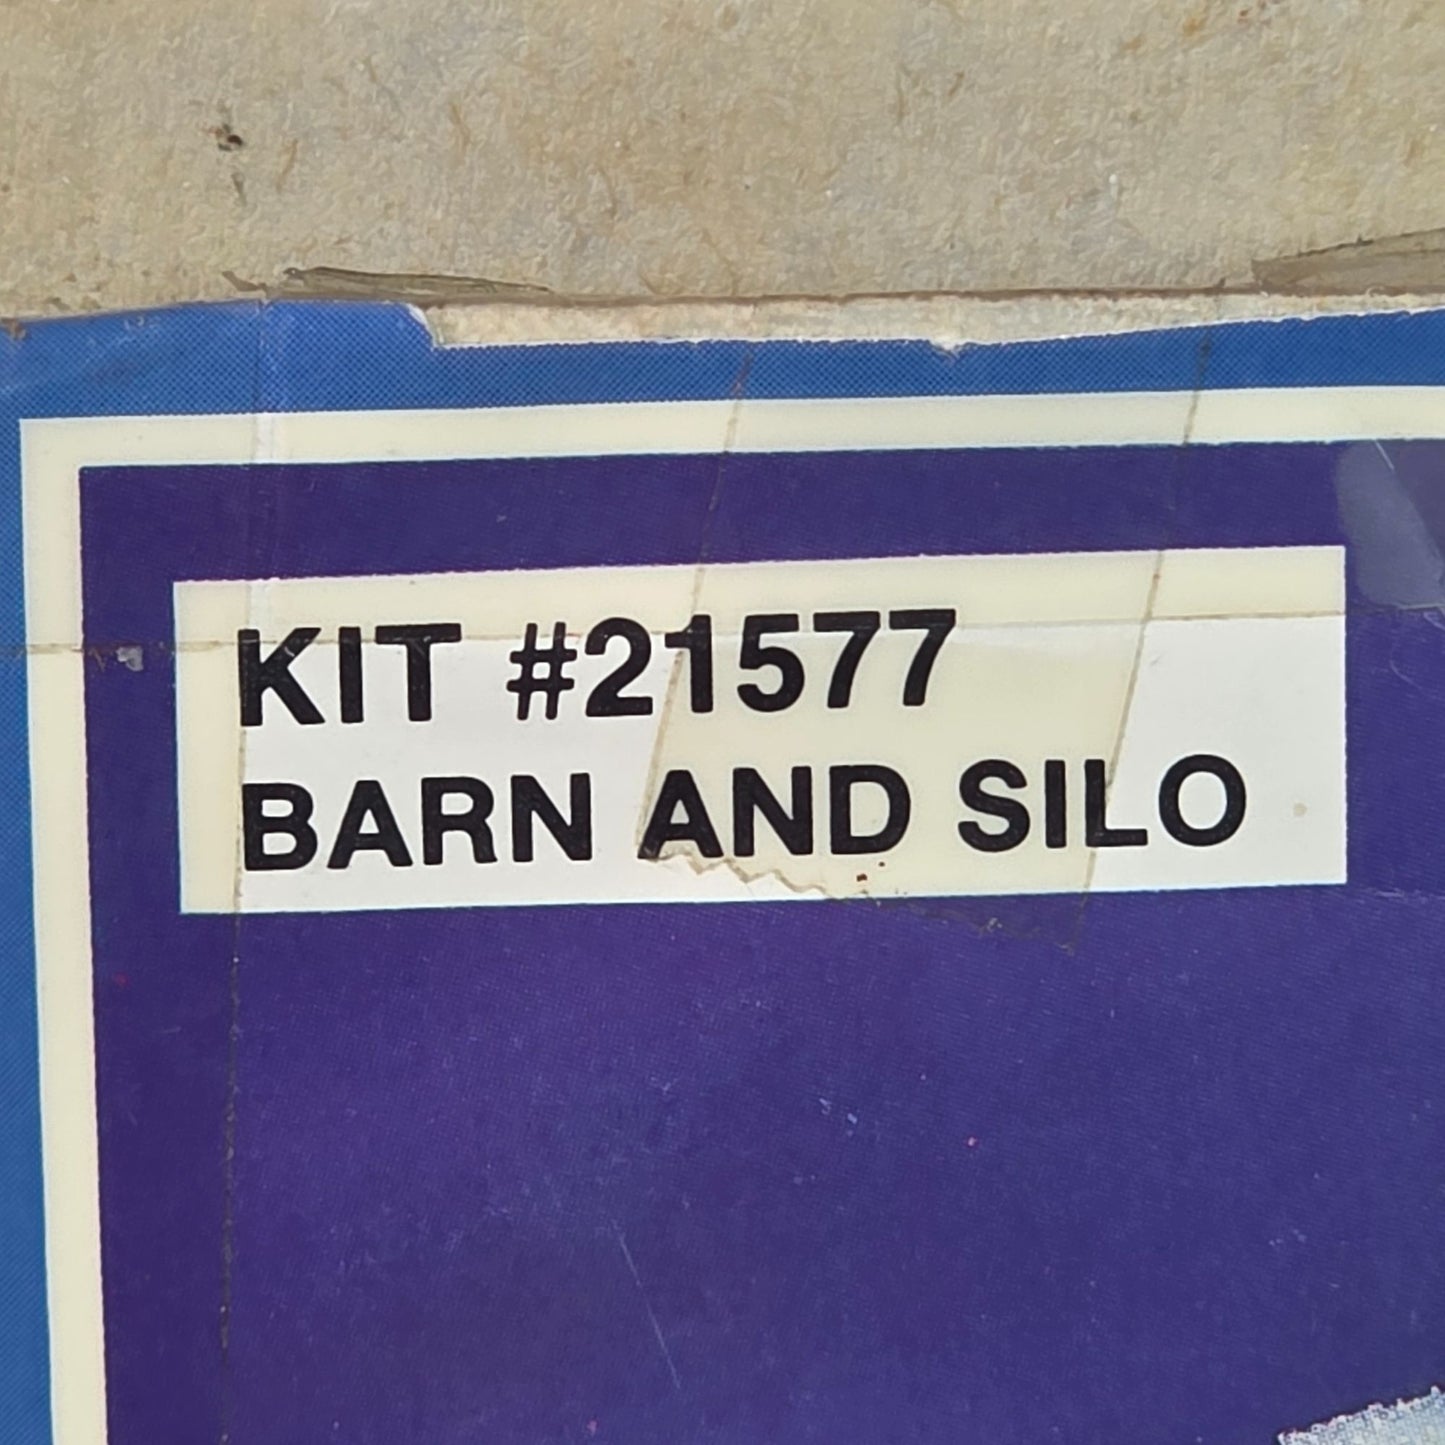 KIT #21577
BARN AND SILO